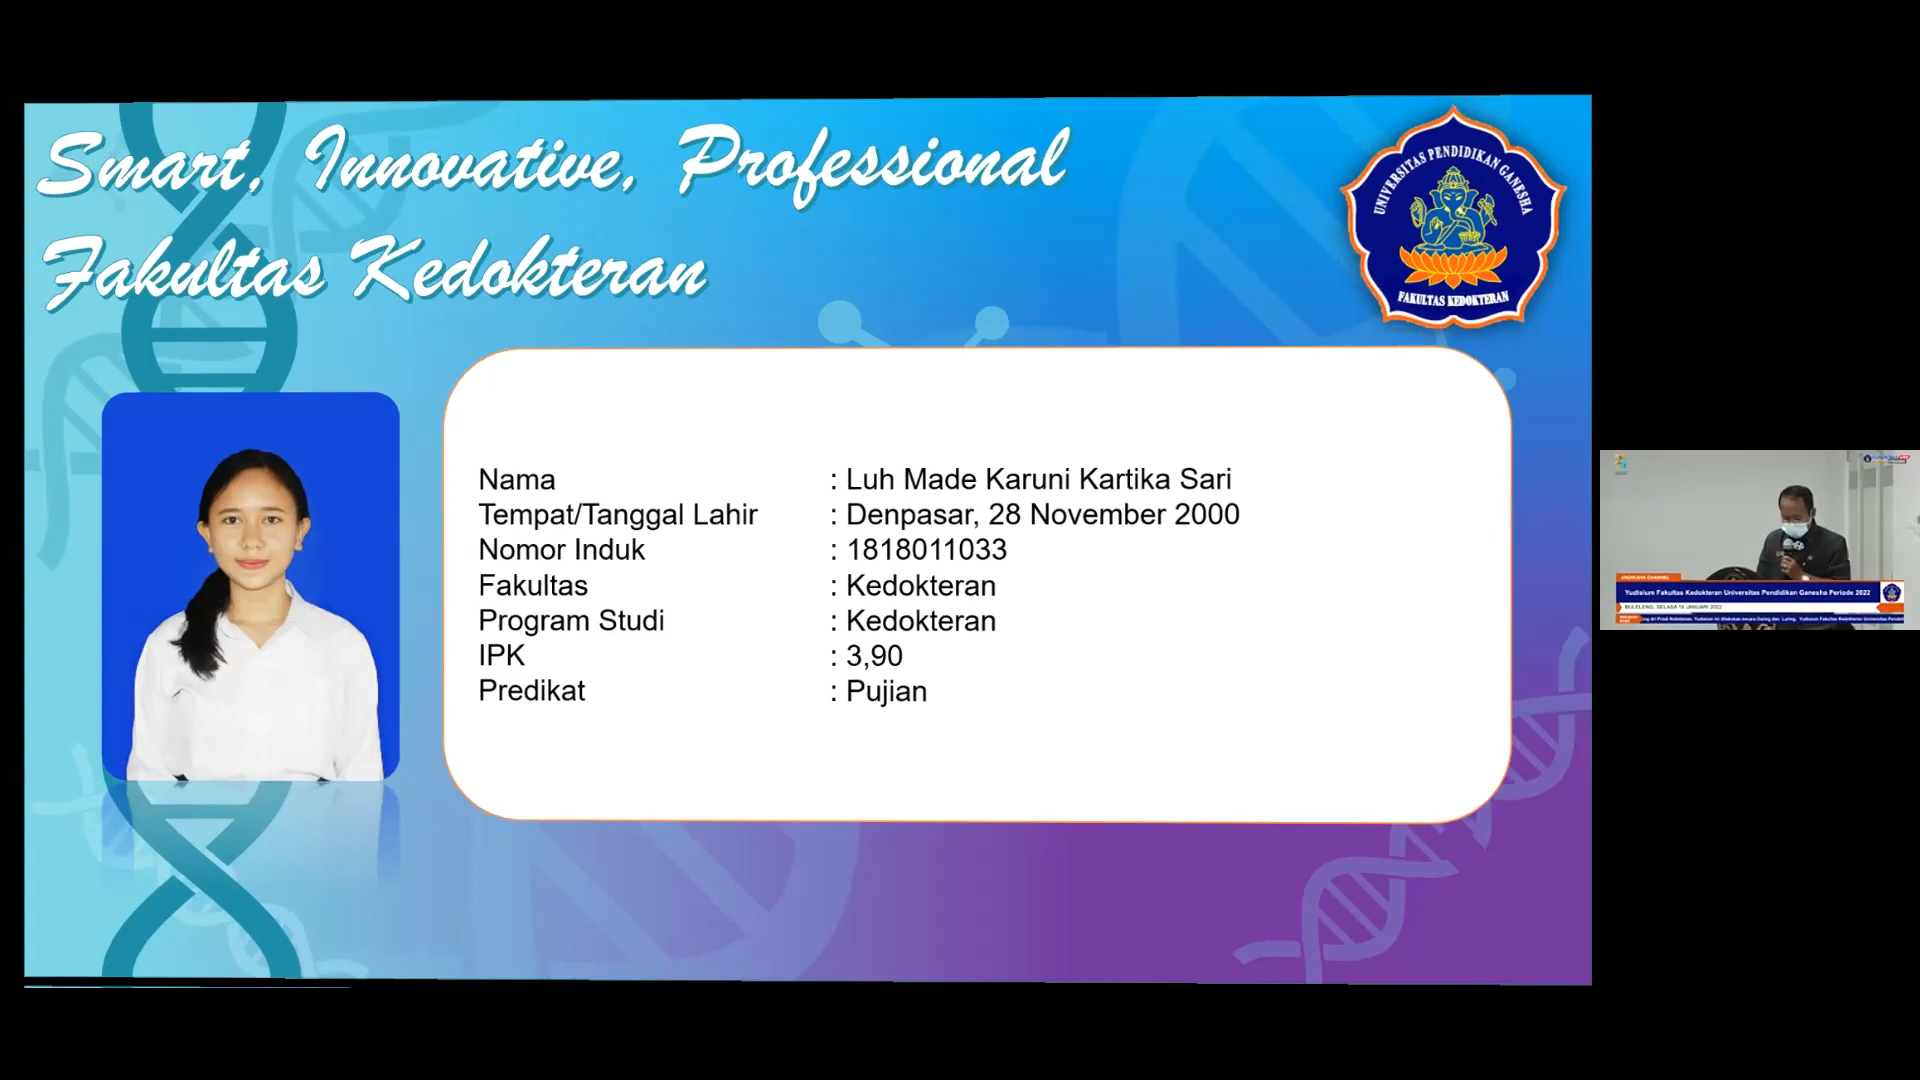 Smart, Innovative, Professional
Fakultas Kedokteran
UNIVERSITAS PENDIDIKAN GANESHA
FAKULTAS KEDOKTERAN
Nama : Luh Made Karuni Kartika Sari
Tempat/Tanggal Lahir : Denpasar, 28 November 2000
Nomor Induk : 1818011033
Fakultas : Kedokteran
Program Studi : Kedokteran
IPK : 3,90
Predikat : Pujian
UNDIKSHA CHANNEL
Yudisium Fakultas Kedokteran Universitas Pendidikan Ganesha Periode 2022
BULELENG, SELASA 18 JANUARI 2022